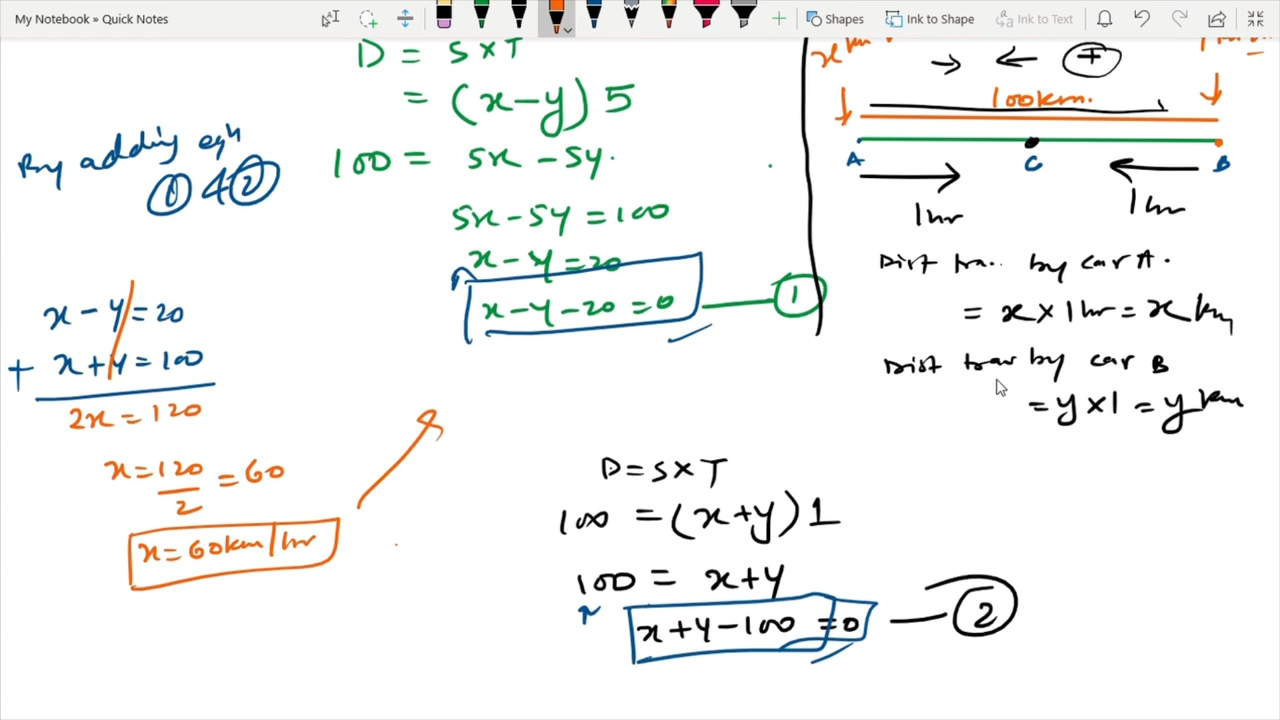 My Notebook » Quick Notes
Shapes
Ink to Shape
Ink to Text
D = S×T
= (x-y) 5
100 = 5x - 5y.
5x - 5y = 100
x - y = 20
x - y - 20 = 0 — 1
By adding eqn
① & ②
x - y = 20
+ x + y = 100
2x = 120
x = 120/2 = 60
x = 60km/hr
100km.
A C B
1hr 1hr
Dist tra.. by car A.
= x × 1hr = x km
Dist trav by car B
= y × 1 = y km
D = S×T
100 = (x+y) 1
100 = x+y
x + y - 100 = 0 — 2